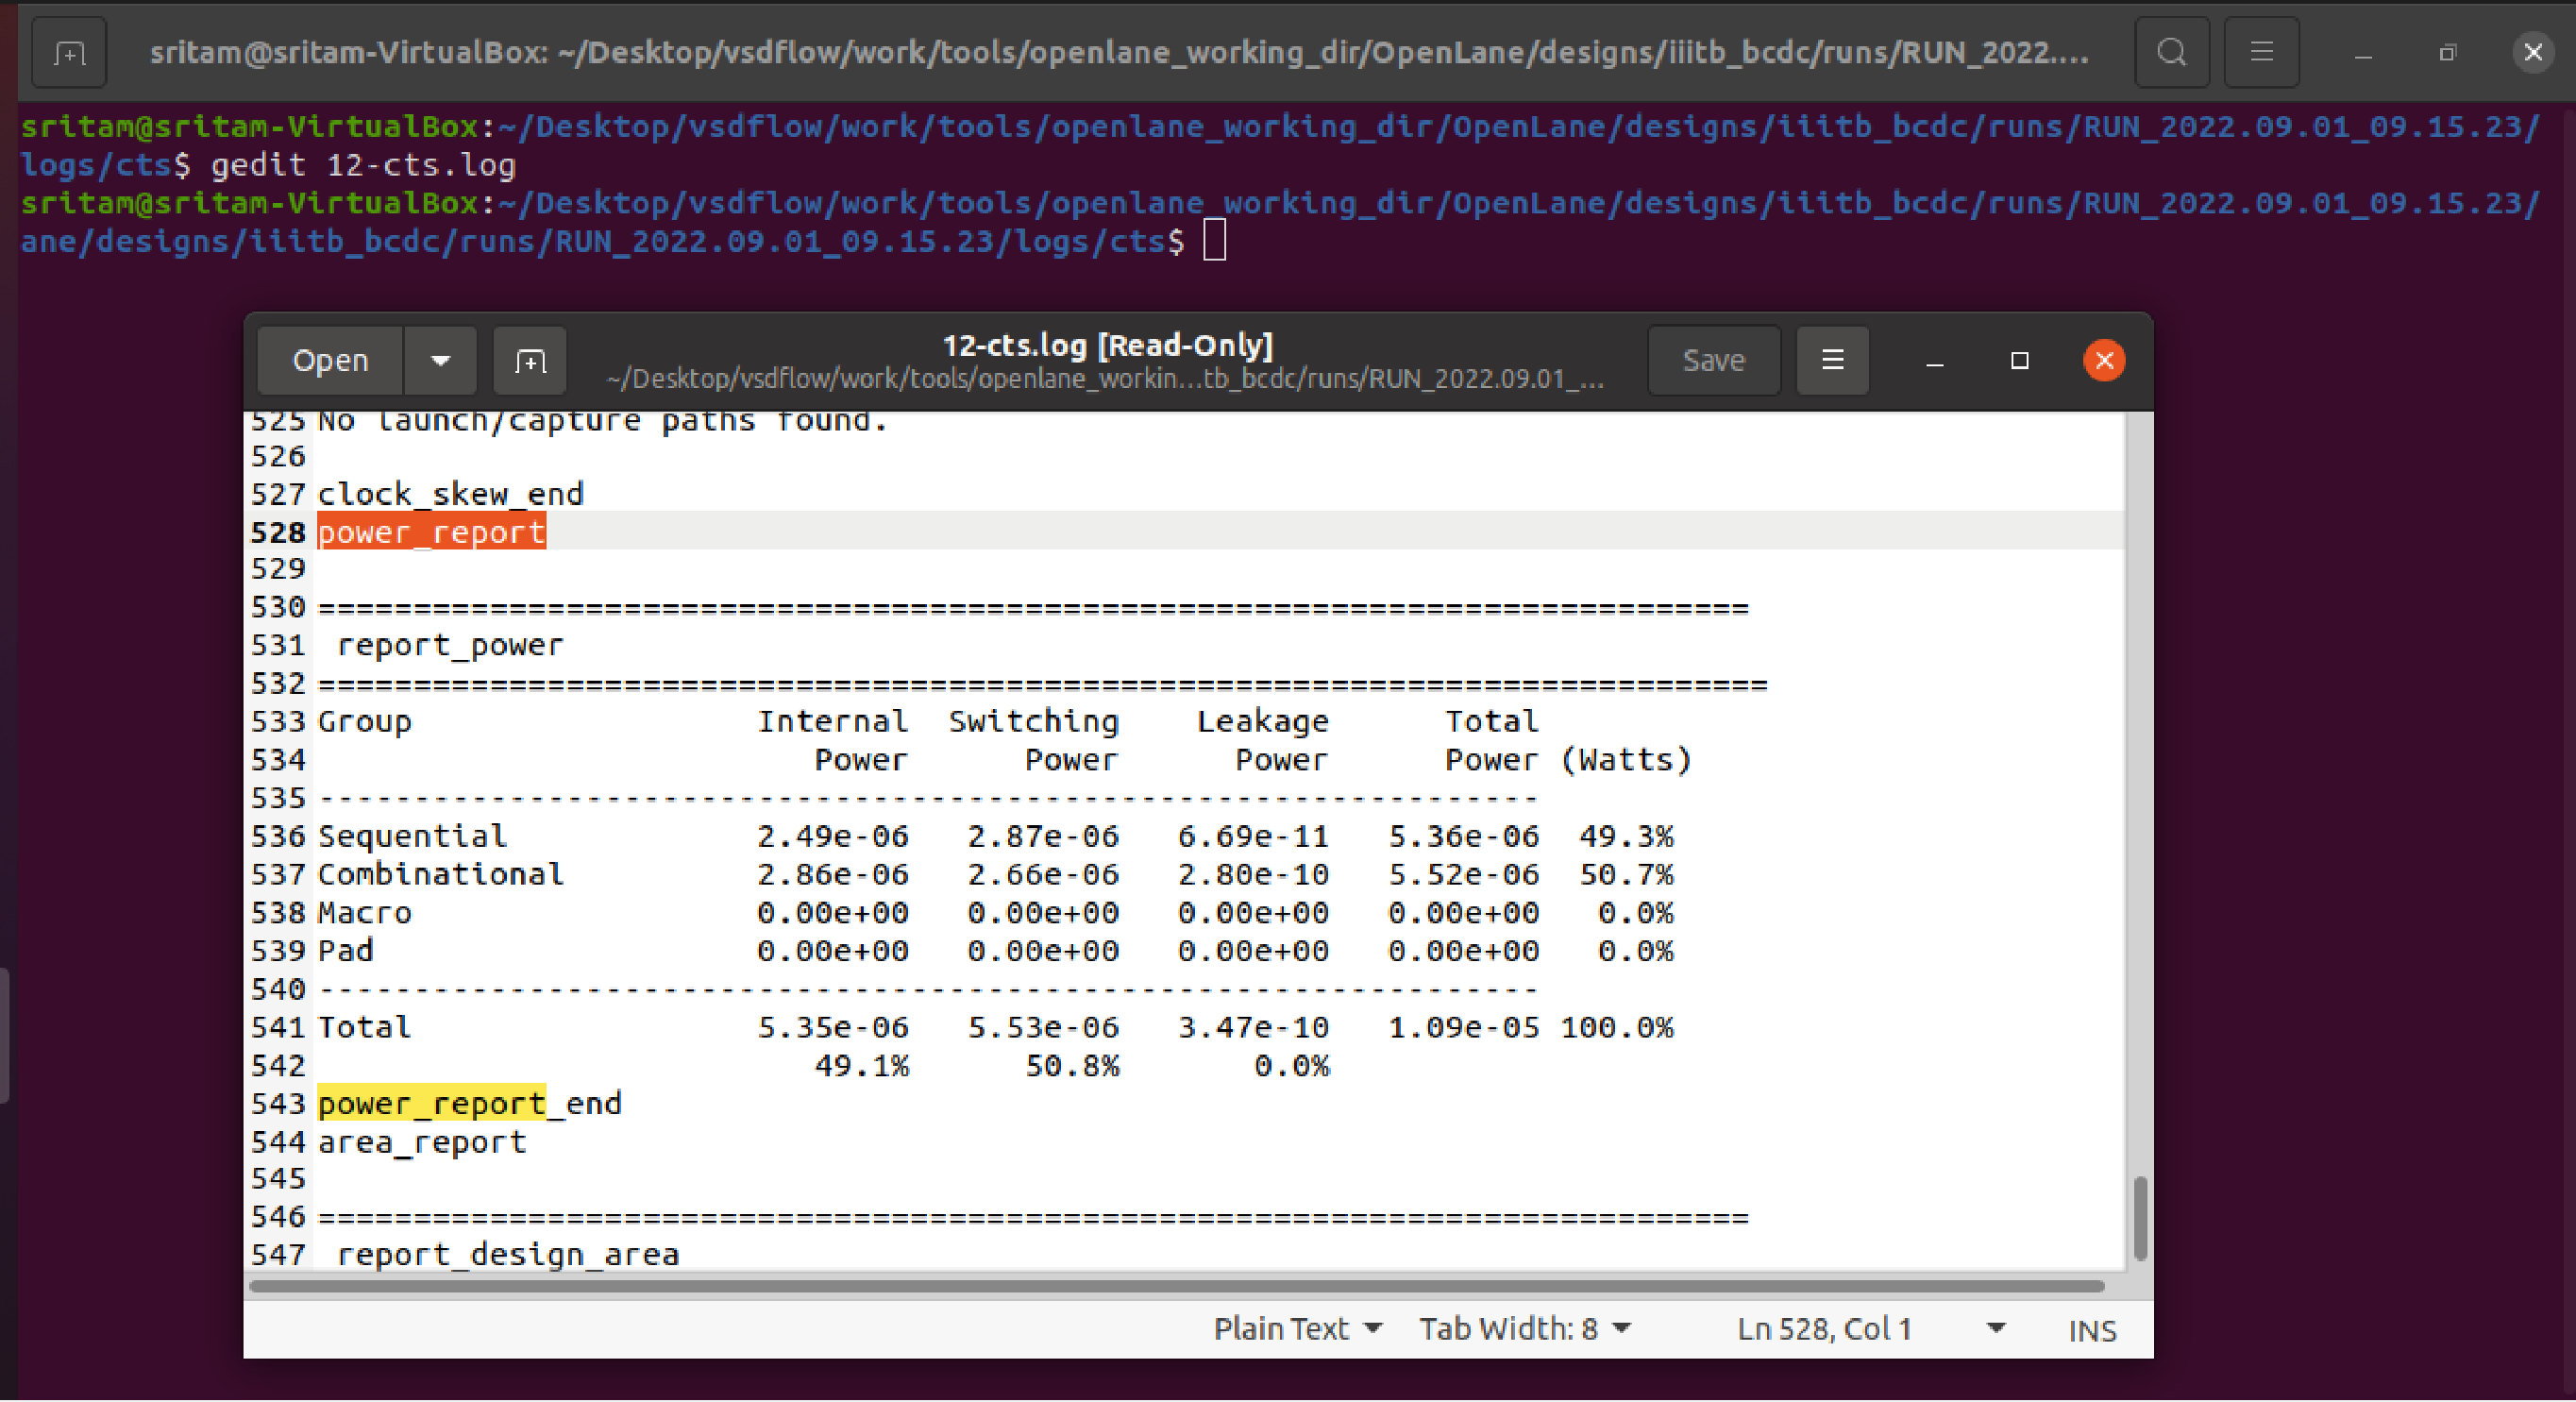 sritam@sritam-VirtualBox: ~/Desktop/vsdflow/work/tools/openlane_working_dir/OpenLane/designs/iiitb_bcdc/runs/RUN_2022....
sritam@sritam-VirtualBox:~/Desktop/vsdflow/work/tools/openlane_working_dir/OpenLane/designs/iiitb_bcdc/runs/RUN_2022.09.01_09.15.23/
logs/cts$ gedit 12-cts.log
sritam@sritam-VirtualBox:~/Desktop/vsdflow/work/tools/openlane_working_dir/OpenLane/designs/iiitb_bcdc/runs/RUN_2022.09.01_09.15.23/
ane/designs/iiitb_bcdc/runs/RUN_2022.09.01_09.15.23/logs/cts$
Open 12-cts.log [Read-Only] Save
~/Desktop/vsdflow/work/tools/openlane_workin...tb_bcdc/runs/RUN_2022.09.01_...
525 No launch/capture paths found.
526
527 clock_skew_end
528 power_report
529
530 ===========================================================================
531  report_power
532 ============================================================================
533 Group                  Internal  Switching    Leakage      Total
534                           Power      Power      Power      Power (Watts)
535 ----------------------------------------------------------------
536 Sequential             2.49e-06   2.87e-06   6.69e-11   5.36e-06  49.3%
537 Combinational          2.86e-06   2.66e-06   2.80e-10   5.52e-06  50.7%
538 Macro                  0.00e+00   0.00e+00   0.00e+00   0.00e+00   0.0%
539 Pad                    0.00e+00   0.00e+00   0.00e+00   0.00e+00   0.0%
540 ----------------------------------------------------------------
541 Total                  5.35e-06   5.53e-06   3.47e-10   1.09e-05 100.0%
542                           49.1%      50.8%       0.0%
543 power_report_end
544 area_report
545
546 ===========================================================================
547  report_design_area
Plain Text Tab Width: 8 Ln 528, Col 1 INS